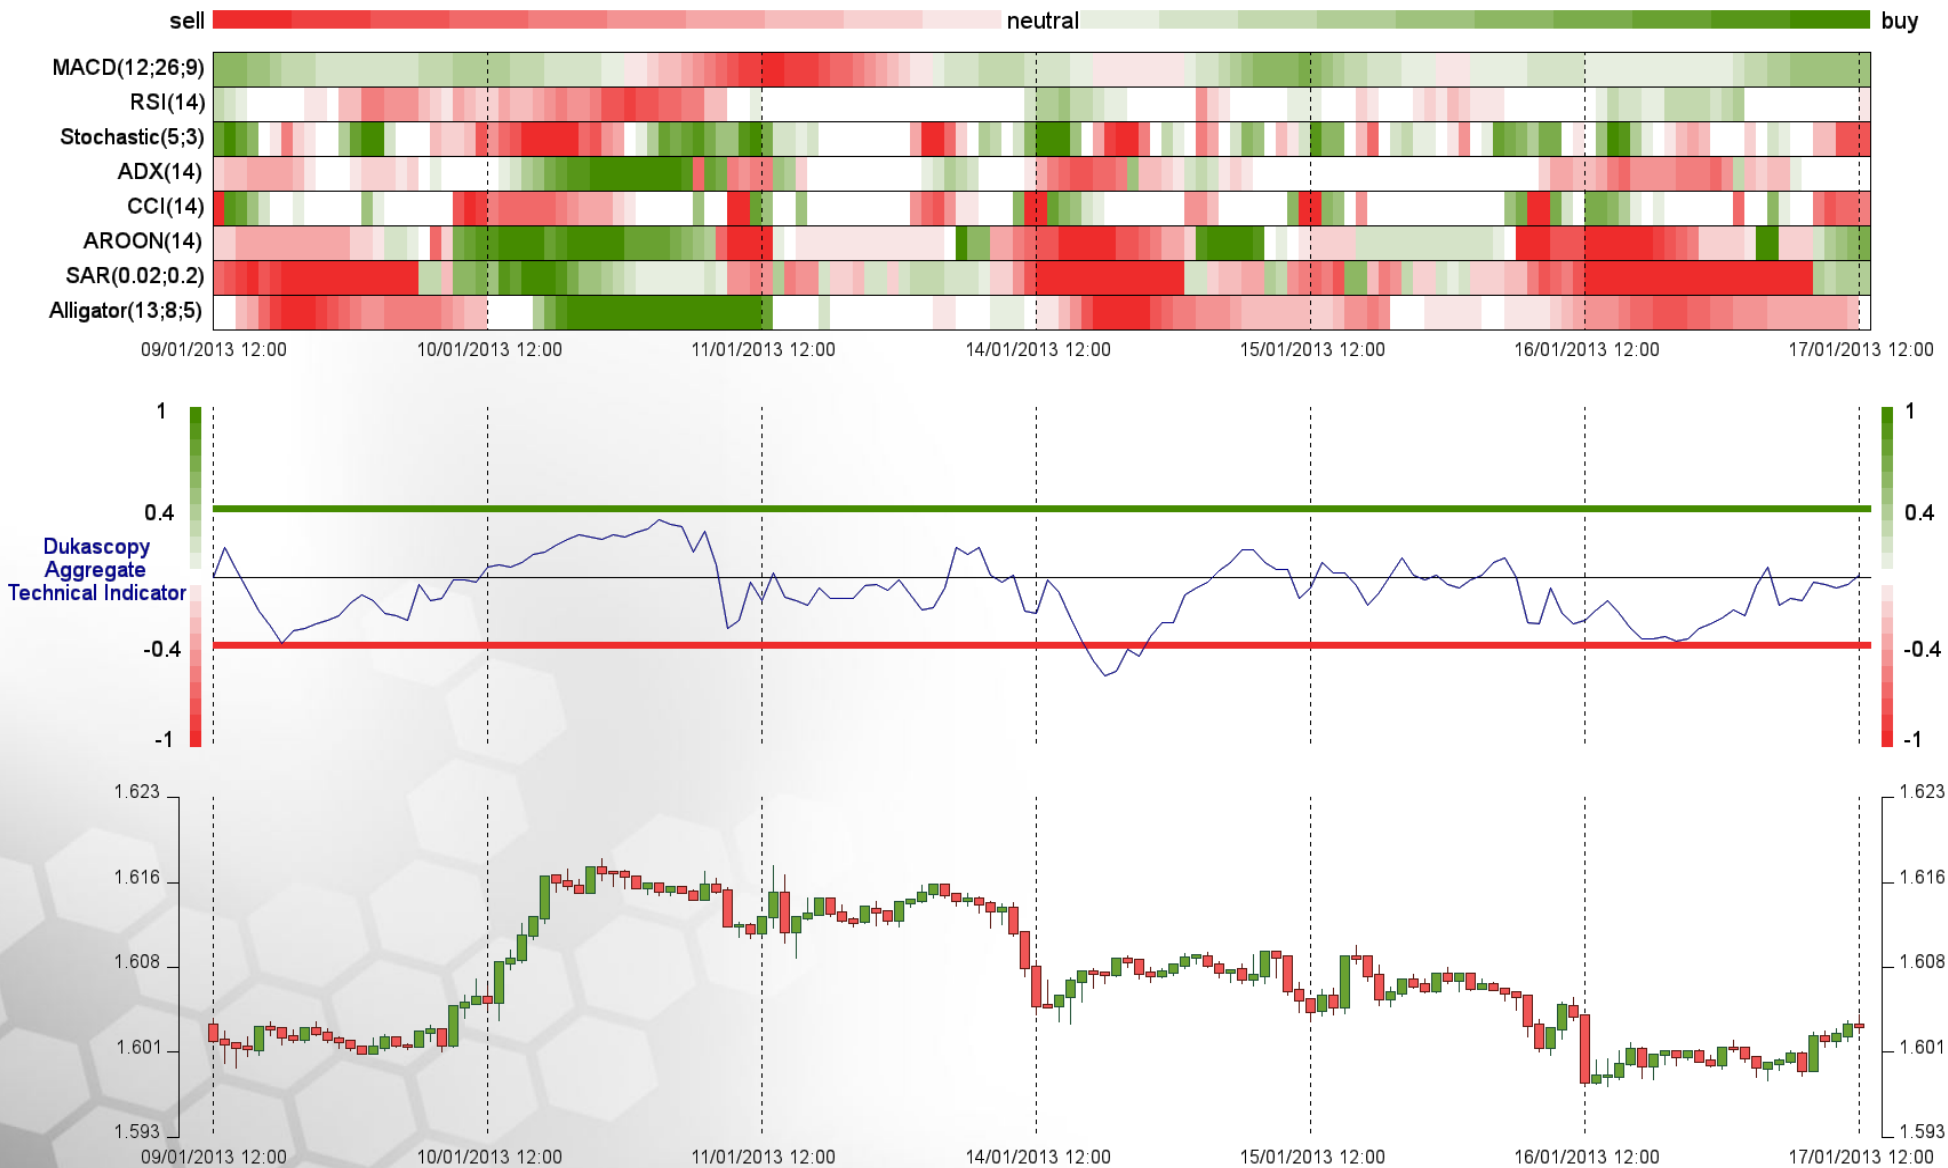 sell neutral buy
MACD(12;26;9)
RSI(14)
Stochastic(5;3)
ADX(14)
CCI(14)
AROON(14)
SAR(0.02;0.2)
Alligator(13;8;5)
09/01/2013 12:00 10/01/2013 12:00 11/01/2013 12:00 14/01/2013 12:00 15/01/2013 12:00 16/01/2013 12:00 17/01/2013 12:00
1 1
0.4 0.4
Dukascopy
Aggregate
Technical Indicator
-0.4 -0.4
-1 -1
1.623 1.623
1.616 1.616
1.608 1.608
1.601 1.601
1.593 1.593
09/01/2013 12:00 10/01/2013 12:00 11/01/2013 12:00 14/01/2013 12:00 15/01/2013 12:00 16/01/2013 12:00 17/01/2013 12:00